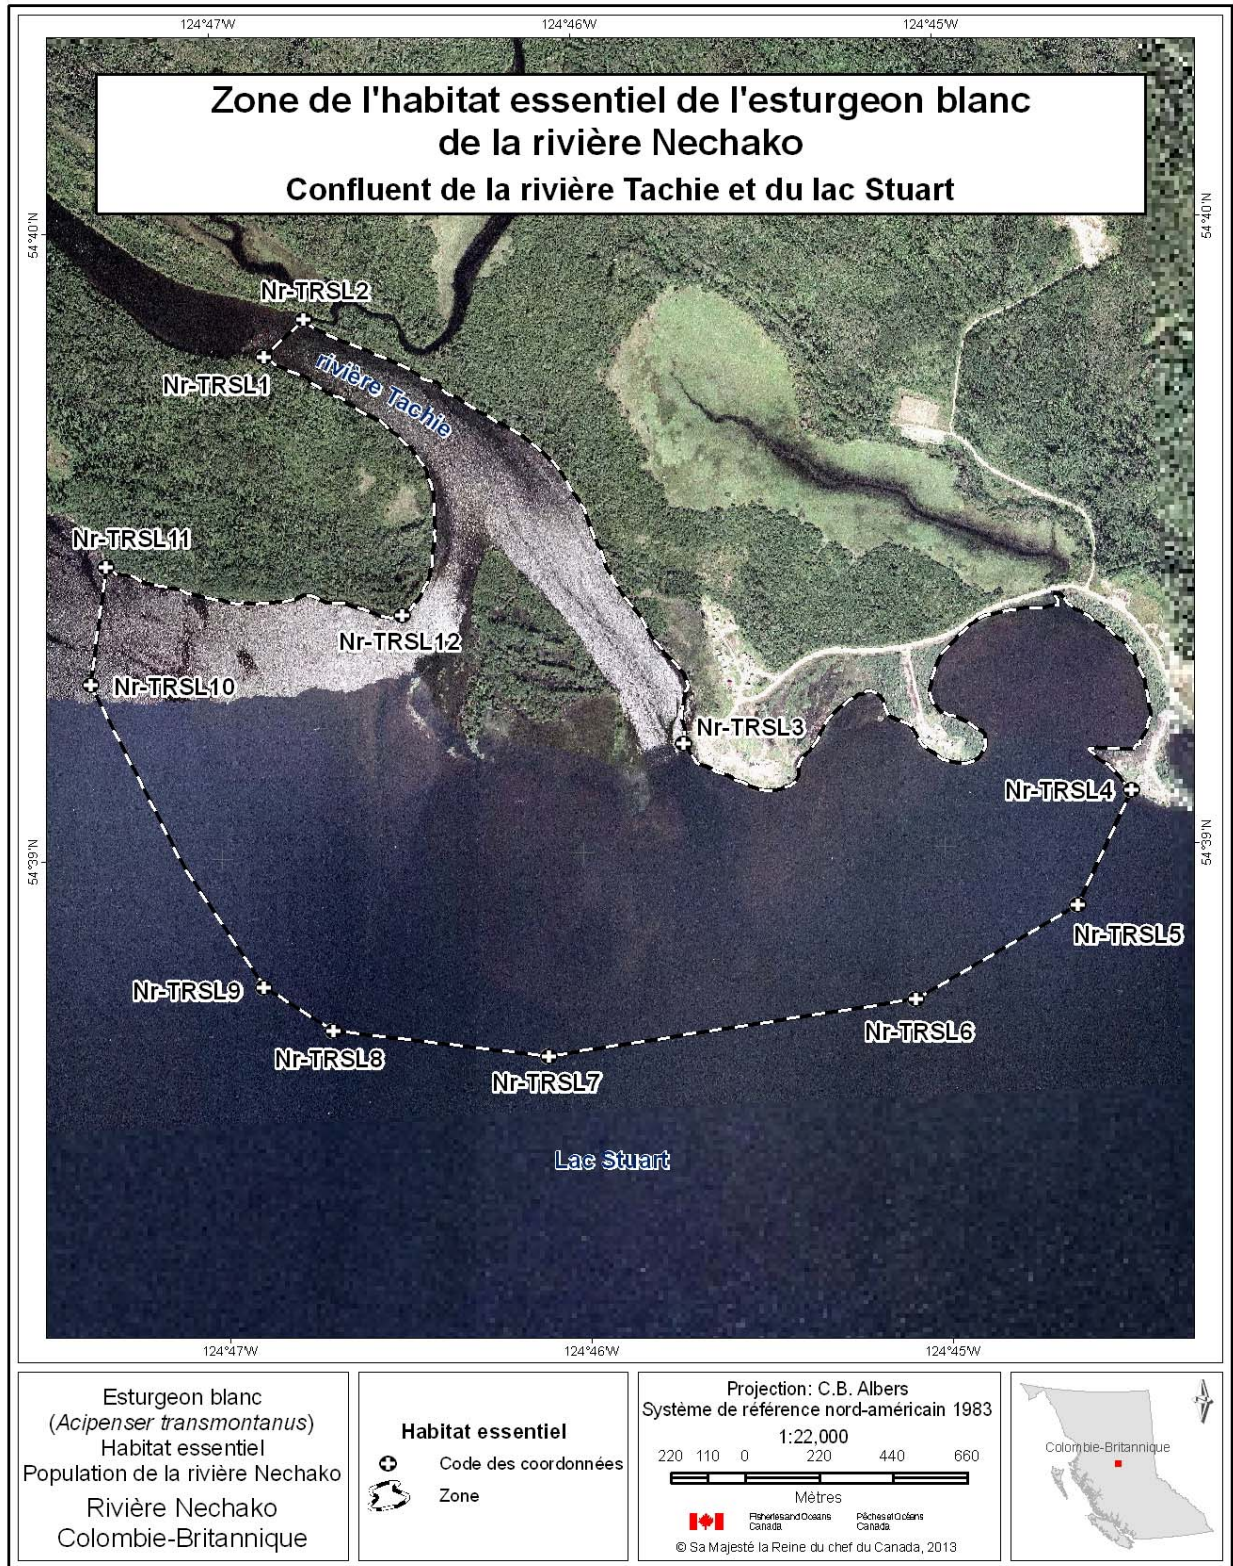 124°47'W
124°46'W
124°45'W
Zone de l'habitat essentiel de l'esturgeon blanc
de la rivière Nechako
Confluent de la rivière Tachie et du lac Stuart
54°40'N
54°40'N
Nr-TRSL2
Nr-TRSL1
rivière Tachie
Nr-TRSL11
Nr-TRSL12
Nr-TRSL10
Nr-TRSL3
Nr-TRSL4
54°39'N
54°39'N
Nr-TRSL5
Nr-TRSL9
Nr-TRSL6
Nr-TRSL8
Nr-TRSL7
Lac Stuart
124°47'W
124°46'W
124°45'W
Esturgeon blanc
(Acipenser transmontanus)
Habitat essentiel
Population de la rivière Nechako
Rivière Nechako
Colombie-Britannique
Habitat essentiel
Code des coordonnées
Zone
Projection: C.B. Albers
Système de référence nord-américain 1983
1:22,000
220 110 0 220 440 660
Mètres
Fisheries and Oceans Canada
Pêches et Océans Canada
© Sa Majesté la Reine du chef du Canada, 2013
Colombie-Britannique